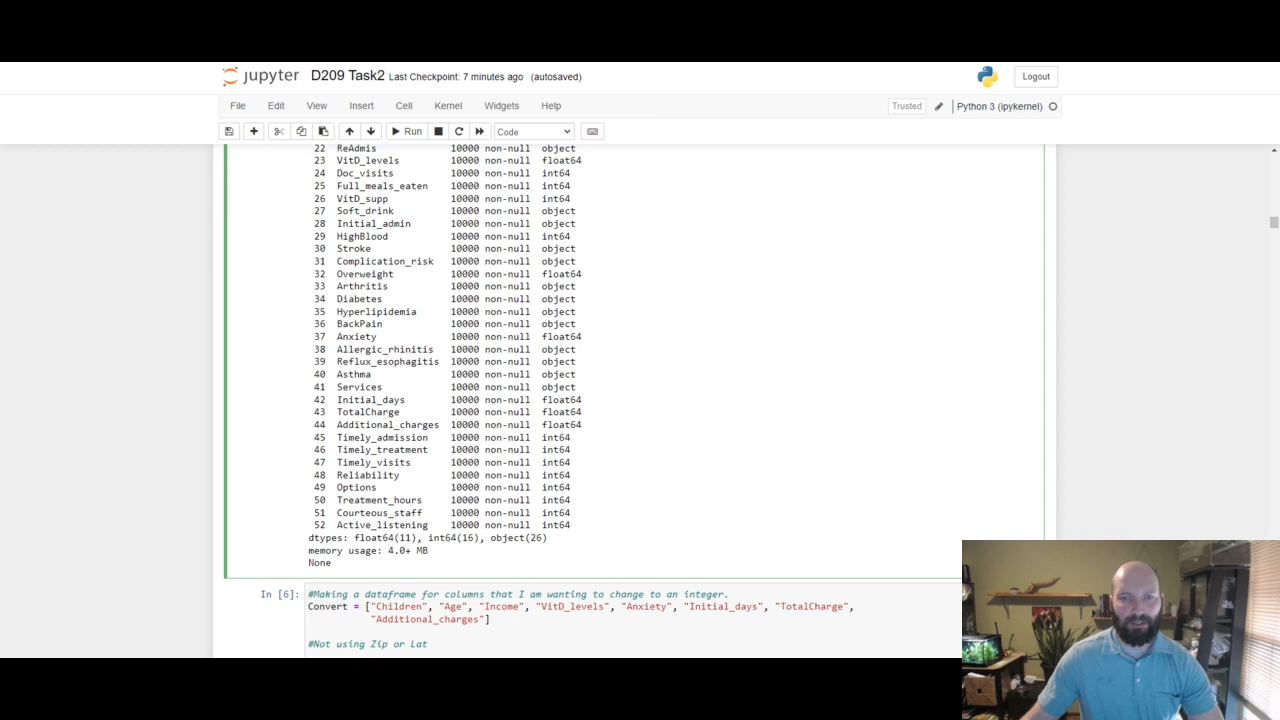 jupyter D209 Task2 Last Checkpoint: 7 minutes ago (autosaved) Logout
File Edit View Insert Cell Kernel Widgets Help Trusted Python 3 (ipykernel)
Run Code
22 ReAdmis 10000 non-null object
23 VitD_levels 10000 non-null float64
24 Doc_visits 10000 non-null int64
25 Full_meals_eaten 10000 non-null int64
26 VitD_supp 10000 non-null int64
27 Soft_drink 10000 non-null object
28 Initial_admin 10000 non-null object
29 HighBlood 10000 non-null int64
30 Stroke 10000 non-null object
31 Complication_risk 10000 non-null object
32 Overweight 10000 non-null float64
33 Arthritis 10000 non-null object
34 Diabetes 10000 non-null object
35 Hyperlipidemia 10000 non-null object
36 BackPain 10000 non-null object
37 Anxiety 10000 non-null float64
38 Allergic_rhinitis 10000 non-null object
39 Reflux_esophagitis 10000 non-null object
40 Asthma 10000 non-null object
41 Services 10000 non-null object
42 Initial_days 10000 non-null float64
43 TotalCharge 10000 non-null float64
44 Additional_charges 10000 non-null float64
45 Timely_admission 10000 non-null int64
46 Timely_treatment 10000 non-null int64
47 Timely_visits 10000 non-null int64
48 Reliability 10000 non-null int64
49 Options 10000 non-null int64
50 Treatment_hours 10000 non-null int64
51 Courteous_staff 10000 non-null int64
52 Active_listening 10000 non-null int64
dtypes: float64(11), int64(16), object(26)
memory usage: 4.0+ MB
None
In [6]: #Making a dataframe for columns that I am wanting to change to an integer.
Convert = ["Children", "Age", "Income", "VitD_levels", "Anxiety", "Initial_days", "TotalCharge",
"Additional_charges"]
#Not using Zip or Lat